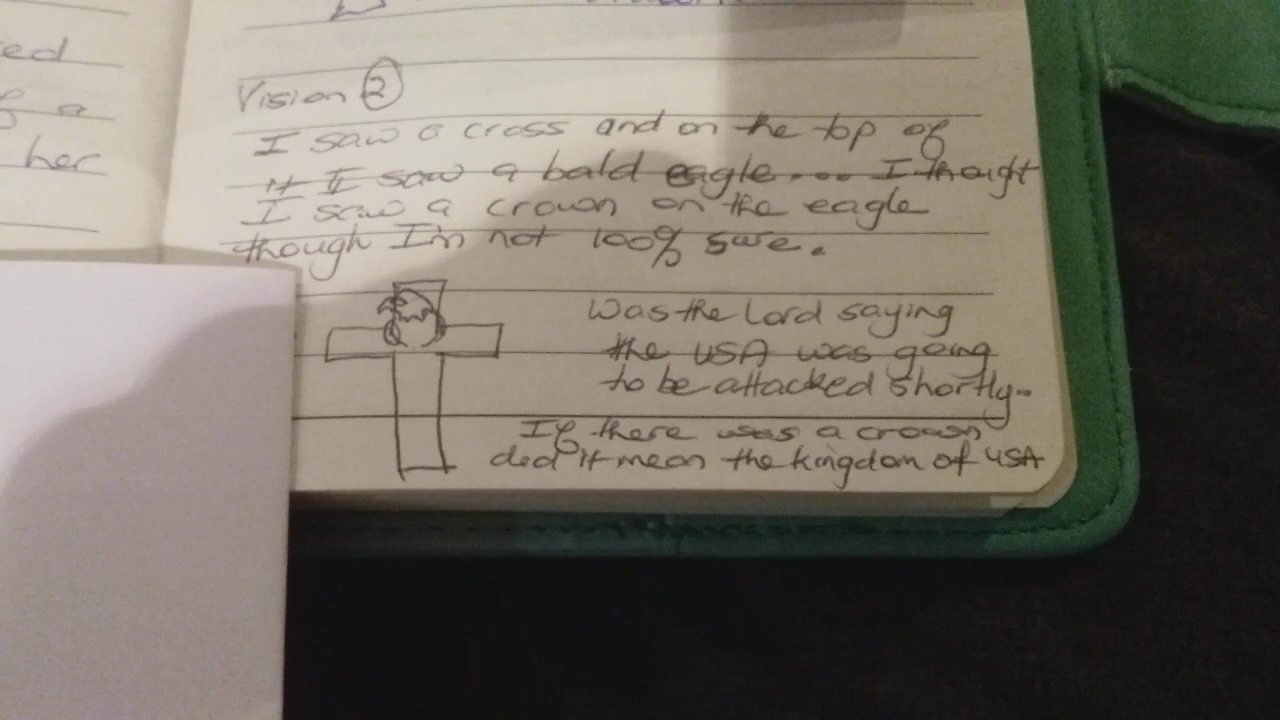 ed
a
her
Vision ②
I saw a cross and on the top of
it I saw a bald eagle.... I thought
I saw a crown on the eagle
though I'm not 100% sure.
Was the Lord saying
the USA was going
to be attacked shortly..
If there was a crown
did it mean the kingdom of USA